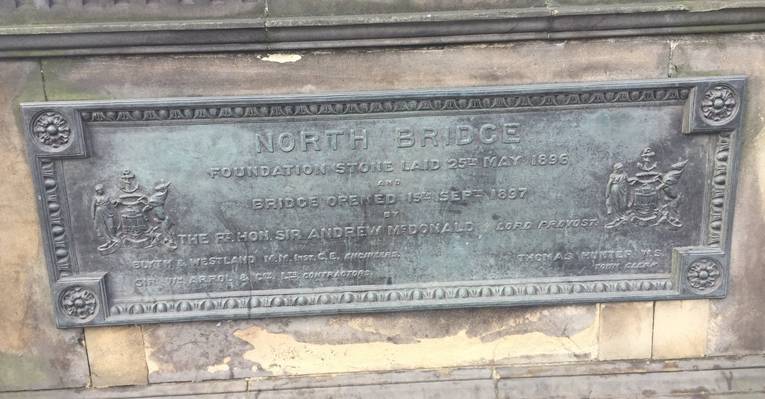 NORTH BRIDGE
FOUNDATION STONE LAID 25TH MAY 1896
AND
BRIDGE OPENED 15TH SEPT 1897
BY
THE RT. HON. SIR ANDREW McDONALD, LORD PROVOST.
BLYTH & WESTLAND M.M. INST. C.E. ENGINEERS. THOMAS HUNTER W.S.
SIR WM ARROL & CO. LTD CONTRACTORS. TOWN CLERK